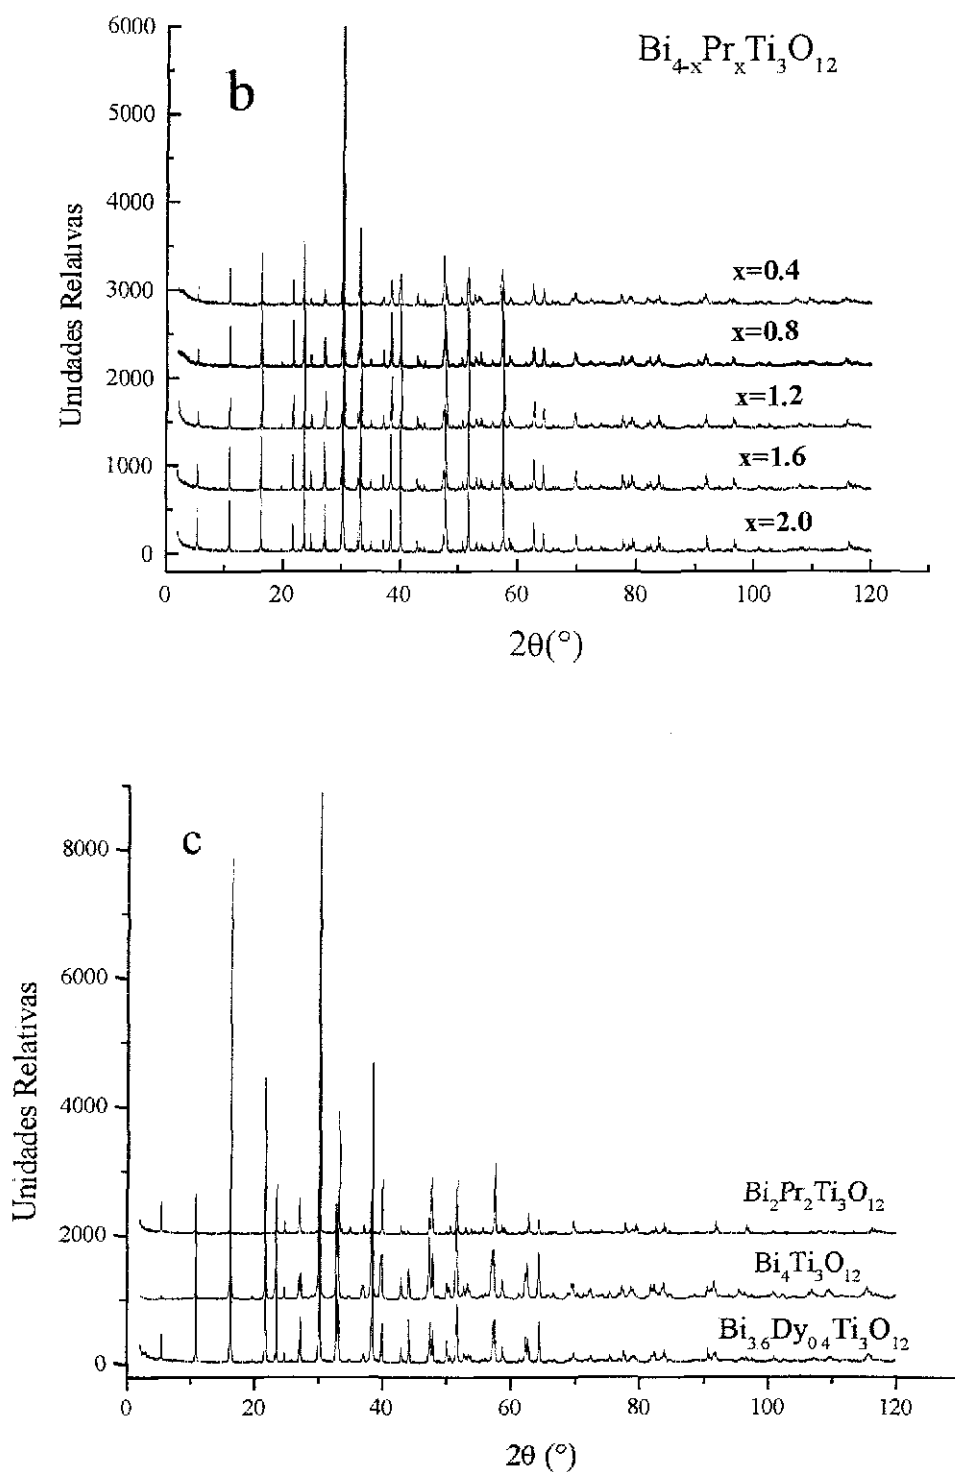 6000
Bi4-xPrxTi3O12
b
5000
4000
Unidades Relativas
x=0.4
3000
x=0.8
2000
x=1.2
1000
x=1.6
x=2.0
0
0 20 40 60 80 100 120
2θ(°)
c
8000
6000
Unidades Relativas
4000
Bi2Pr2Ti3O12
2000
Bi4Ti3O12
Bi3.6Dy0.4Ti3O12
0
0 20 40 60 80 100 120
2θ (°)